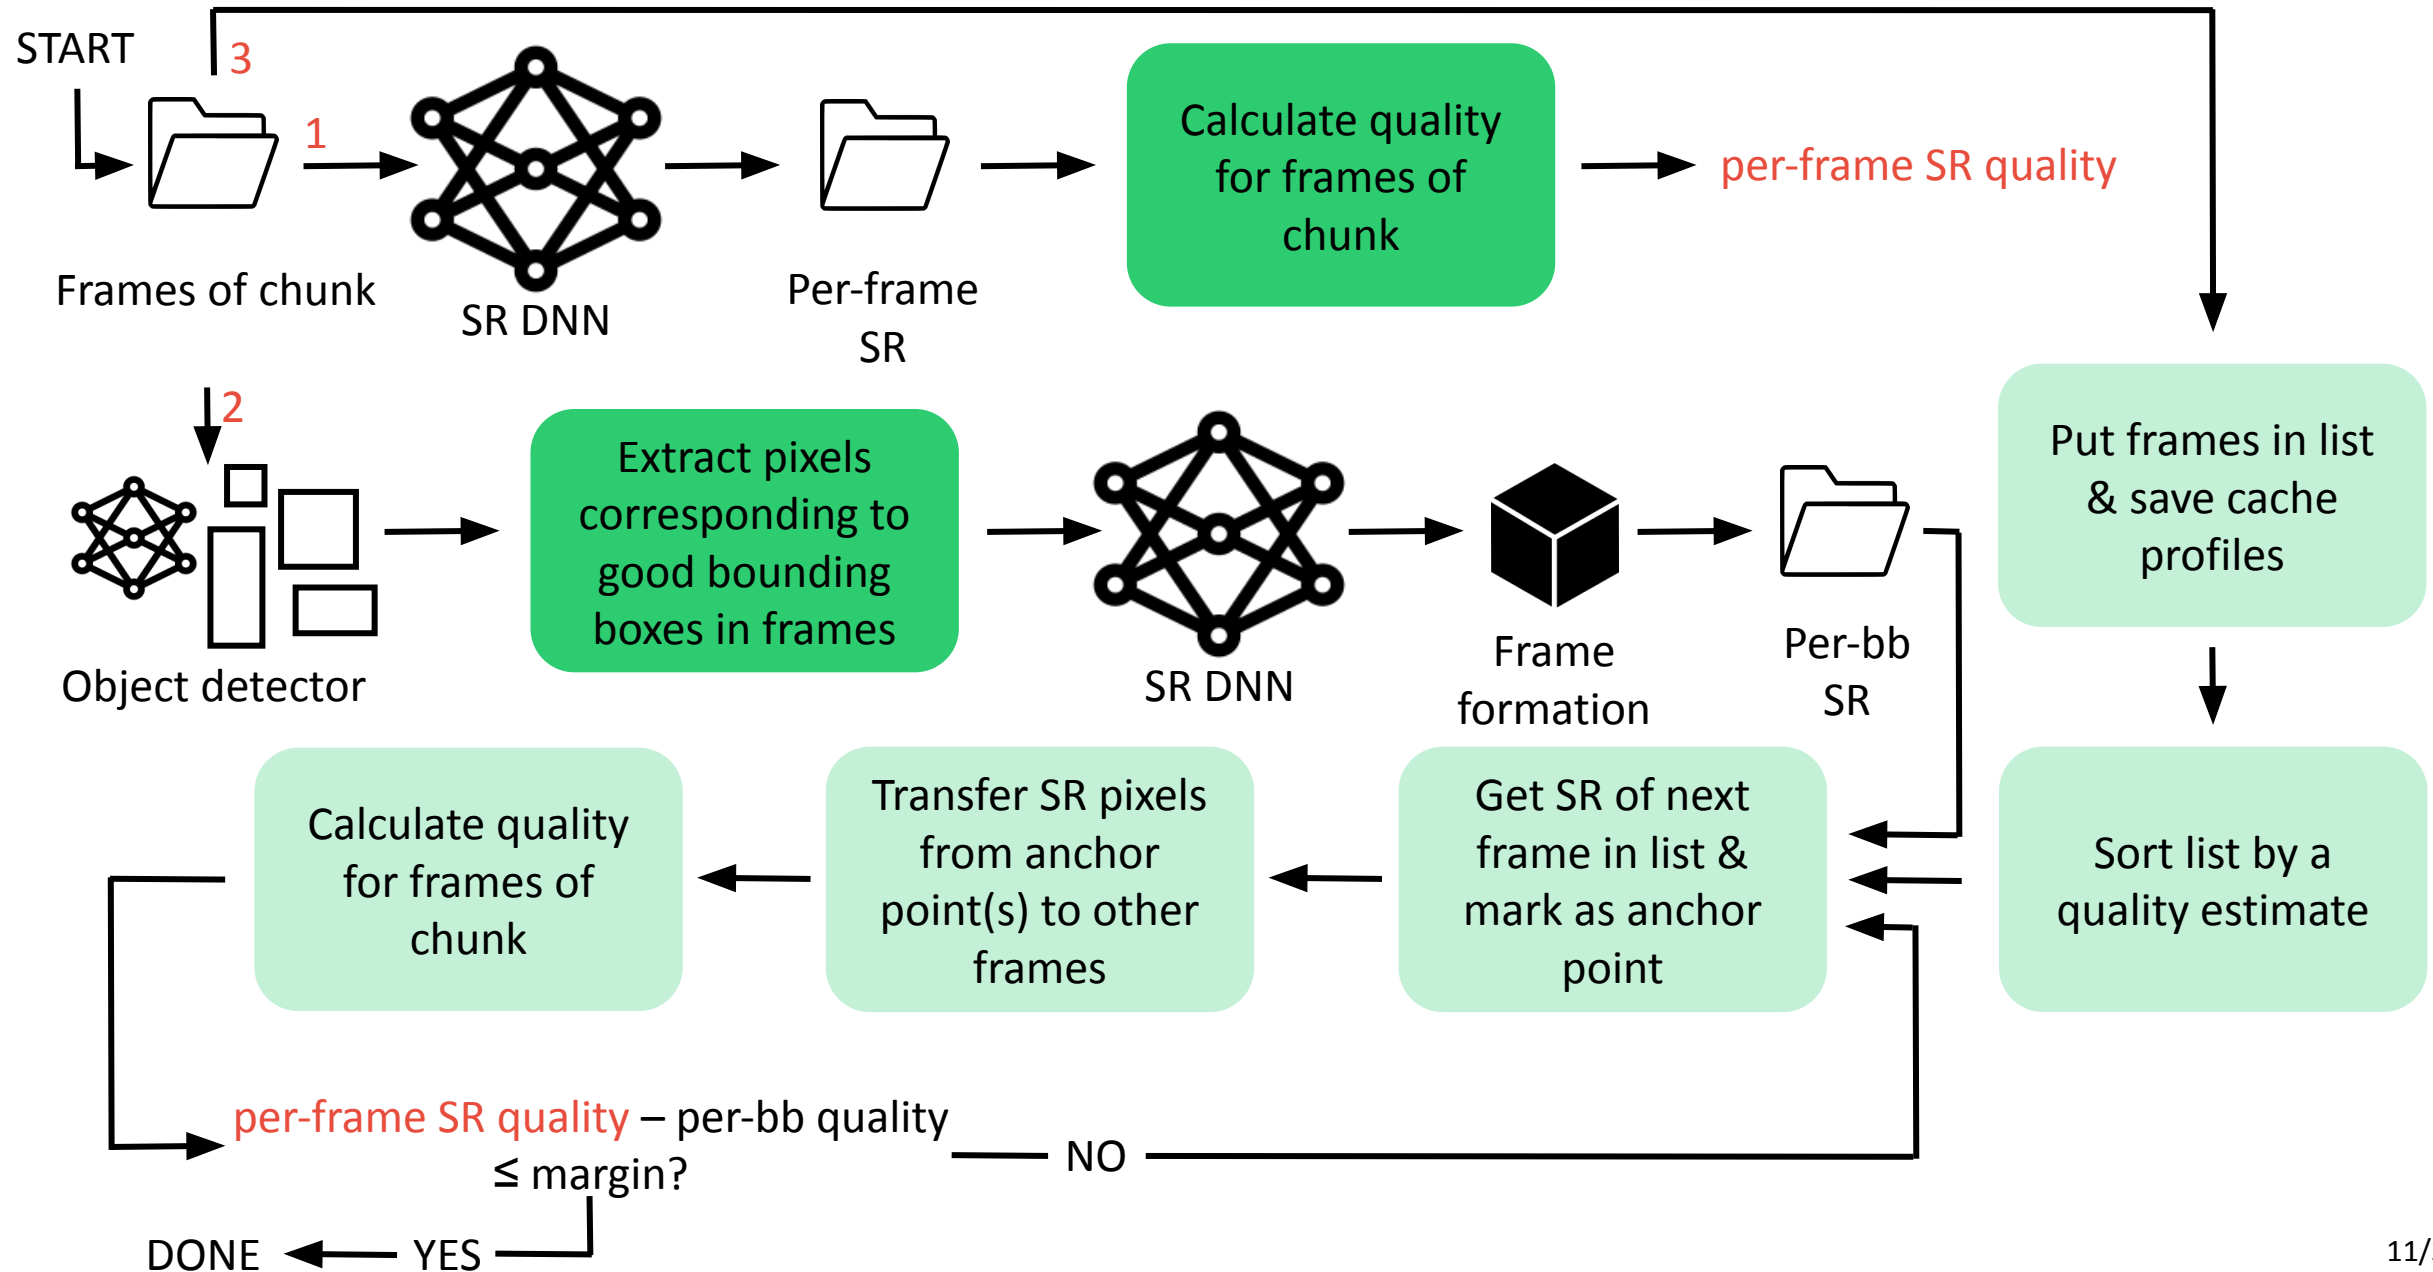 START
3
1
Frames of chunk
SR DNN
Per-frame
SR
Calculate quality
for frames of
chunk
per-frame SR quality
2
Object detector
Extract pixels
corresponding to
good bounding
boxes in frames
SR DNN
Frame
formation
Per-bb
SR
Put frames in list
& save cache
profiles
Sort list by a
quality estimate
Get SR of next
frame in list &
mark as anchor
point
Transfer SR pixels
from anchor
point(s) to other
frames
Calculate quality
for frames of
chunk
per-frame SR quality – per-bb quality
≤ margin?
NO
YES
DONE
11/